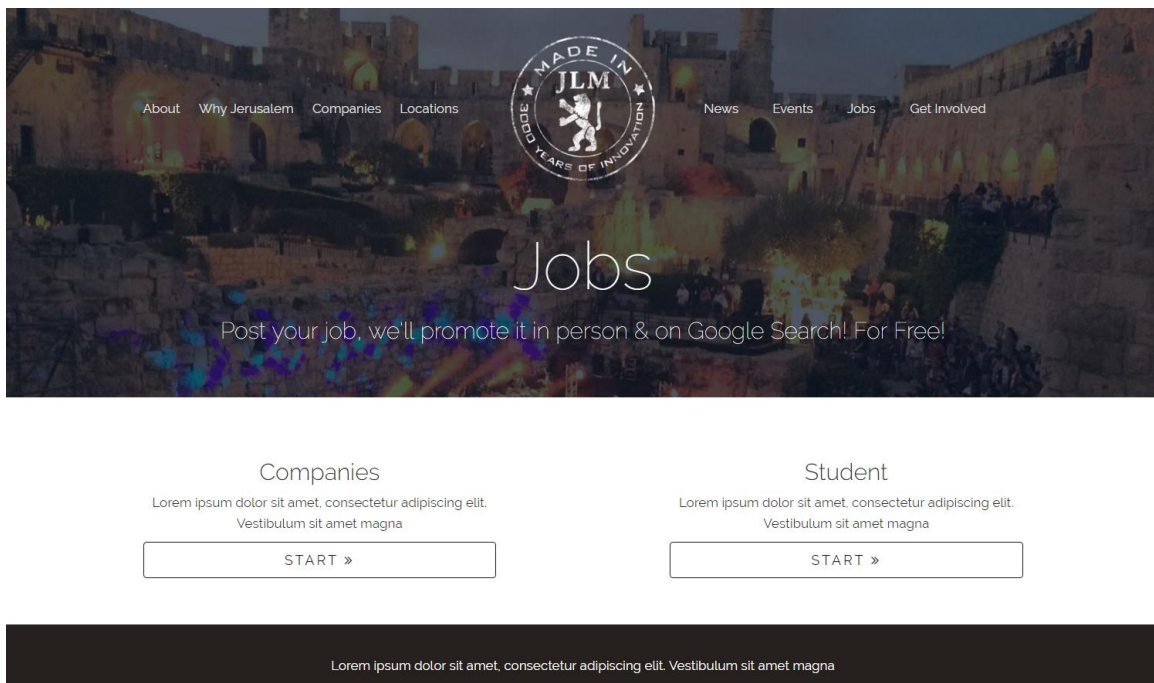 MADE IN
JLM
3000 YEARS OF INNOVATION
About Why Jerusalem Companies Locations
News Events Jobs Get Involved
Jobs
Post your job, we'll promote it in person & on Google Search! For Free!
Companies
Lorem ipsum dolor sit amet, consectetur adipiscing elit.
Vestibulum sit amet magna
START »
Student
Lorem ipsum dolor sit amet, consectetur adipiscing elit.
Vestibulum sit amet magna
START »
Lorem ipsum dolor sit amet, consectetur adipiscing elit. Vestibulum sit amet magna